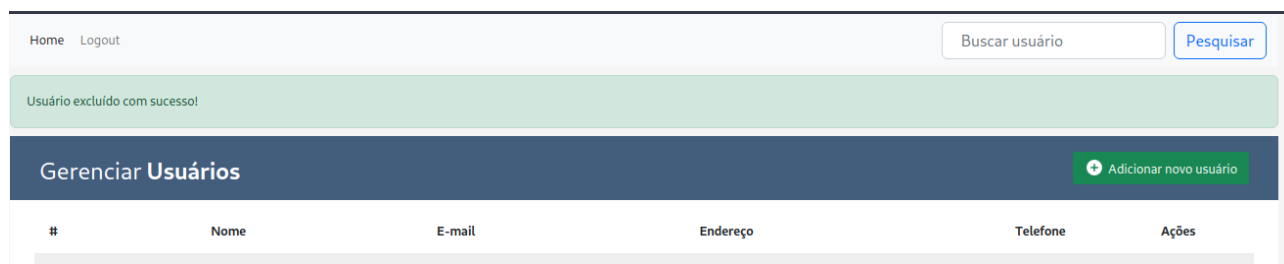 Home Logout Buscar usuário Pesquisar
Usuário excluído com sucesso!
Gerenciar Usuários Adicionar novo usuário
# Nome E-mail Endereço Telefone Ações